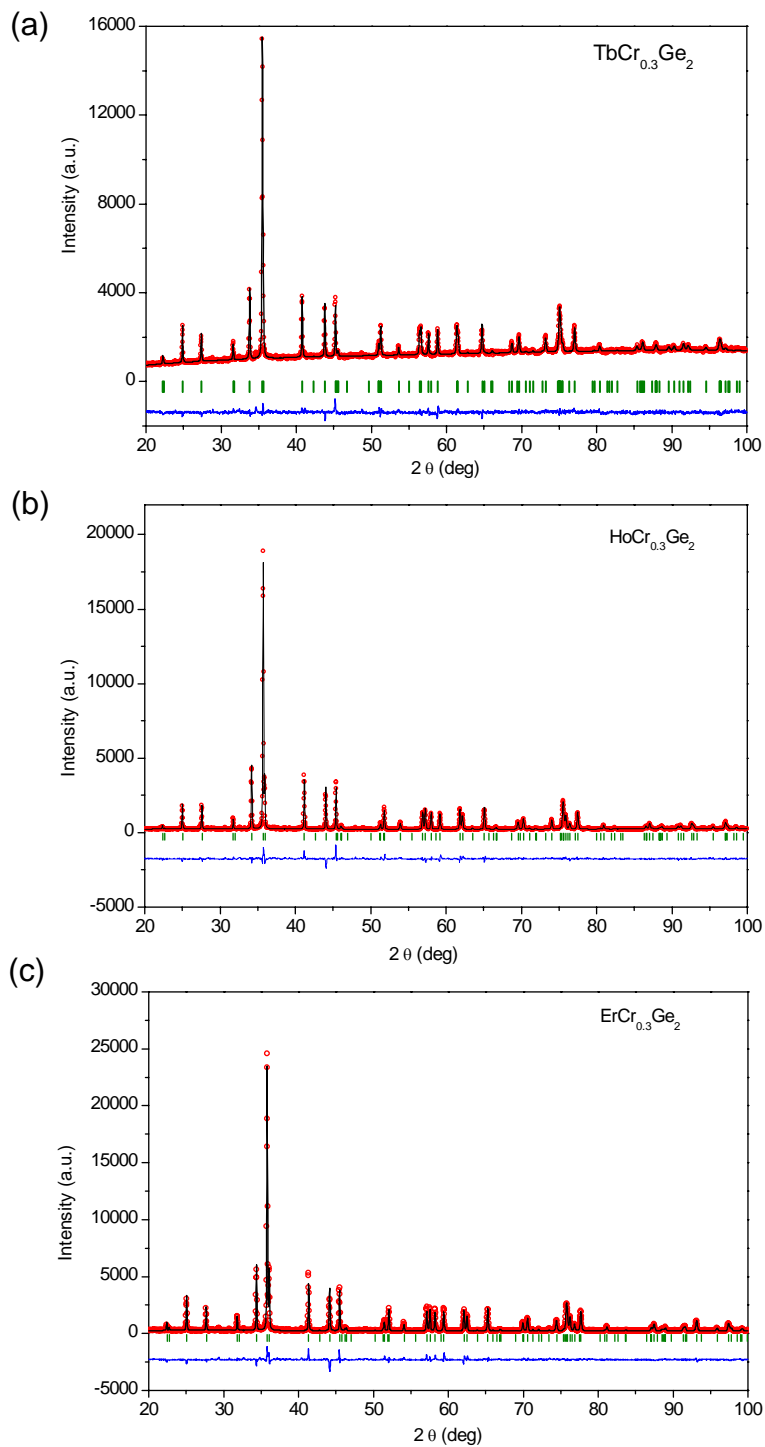 (a)
TbCr0.3Ge2
Intensity (a.u.)
16000
12000
8000
4000
0
20 30 40 50 60 70 80 90 100
2 θ (deg)
(b)
HoCr0.3Ge2
Intensity (a.u.)
20000
15000
10000
5000
0
-5000
20 30 40 50 60 70 80 90 100
2 θ (deg)
(c)
ErCr0.3Ge2
Intensity (a.u.)
30000
25000
20000
15000
10000
5000
0
-5000
20 30 40 50 60 70 80 90 100
2 θ (deg)